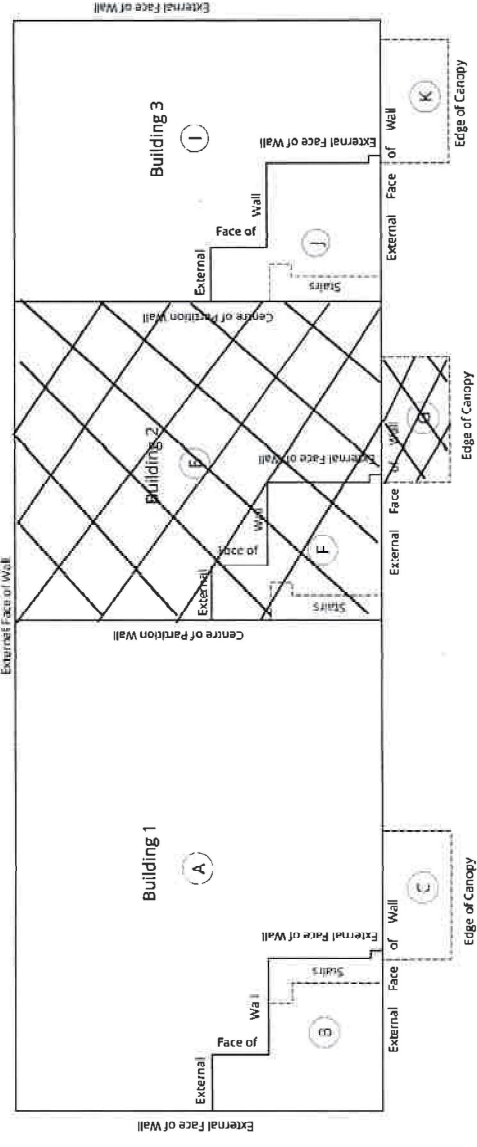 External Face of Wall
External Face of Wall
Building 3
I
External Face of Wall
External
Face of
Wall
J
Stairs
External Face of Wall
K
Edge of Canopy
Centre of Partition Wall
Building 2
E
External Face of Wall
External
Face of
Wall
F
Stairs
External Face of Wall
Edge of Canopy
Centre of Partition Wall
Building 1
A
External Face of Wall
External
Face of
Wall
Stairs
B
External Face of Wall
C
Edge of Canopy
External Face of Wall